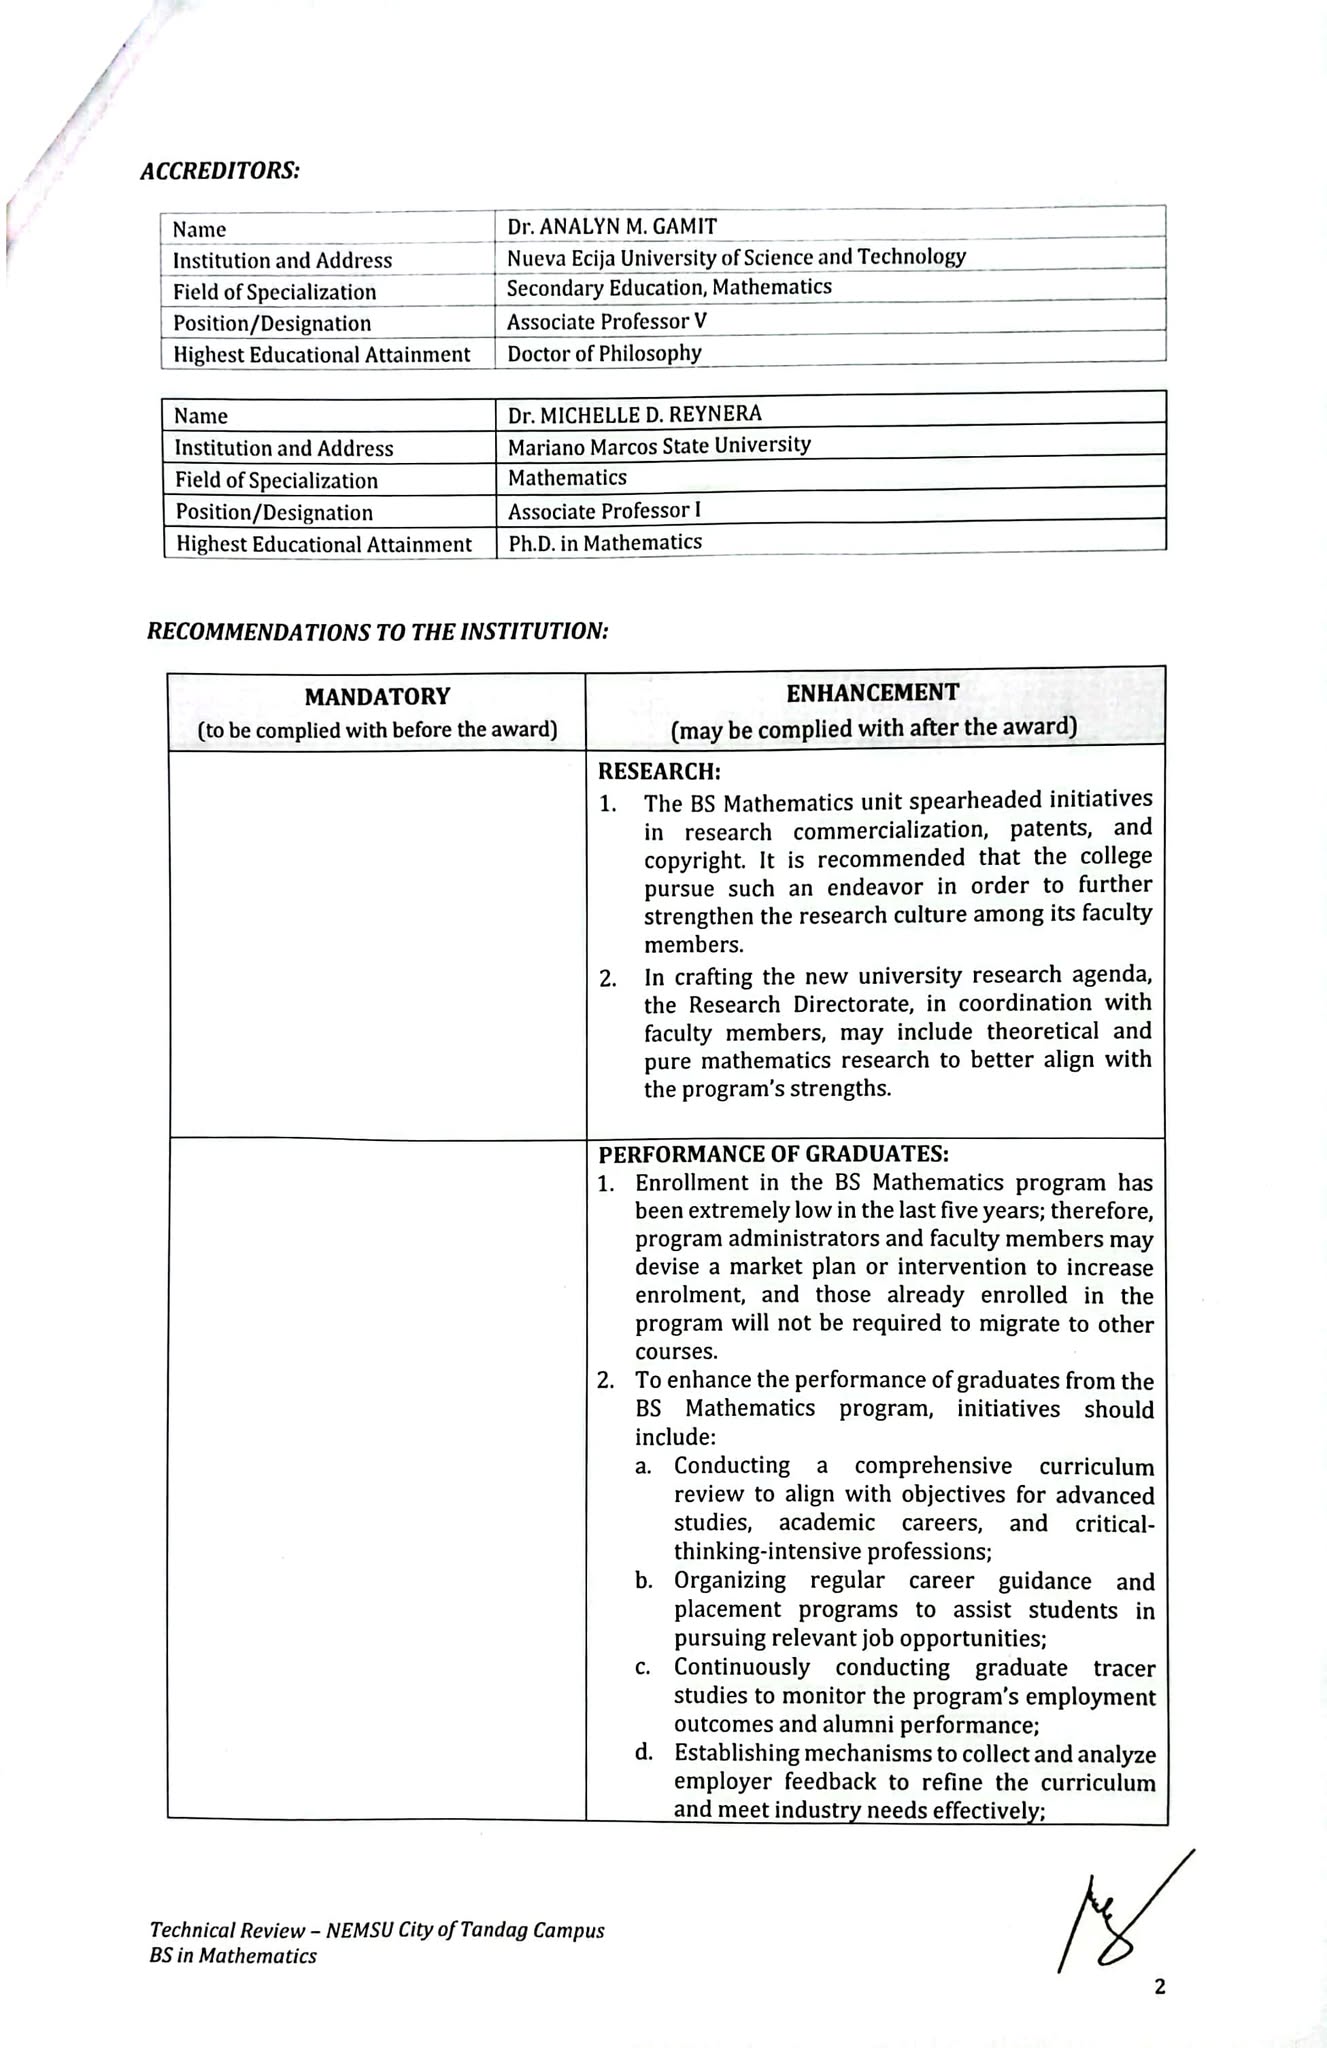 ACCREDITORS:
Name Dr. ANALYN M. GAMIT
Institution and Address Nueva Ecija University of Science and Technology
Field of Specialization Secondary Education, Mathematics
Position/Designation Associate Professor V
Highest Educational Attainment Doctor of Philosophy
Name Dr. MICHELLE D. REYNERA
Institution and Address Mariano Marcos State University
Field of Specialization Mathematics
Position/Designation Associate Professor I
Highest Educational Attainment Ph.D. in Mathematics
RECOMMENDATIONS TO THE INSTITUTION:
MANDATORY
(to be complied with before the award)
ENHANCEMENT
(may be complied with after the award)
RESEARCH:
1. The BS Mathematics unit spearheaded initiatives
in research commercialization, patents, and
copyright. It is recommended that the college
pursue such an endeavor in order to further
strengthen the research culture among its faculty
members.
2. In crafting the new university research agenda,
the Research Directorate, in coordination with
faculty members, may include theoretical and
pure mathematics research to better align with
the program's strengths.
PERFORMANCE OF GRADUATES:
1. Enrollment in the BS Mathematics program has
been extremely low in the last five years; therefore,
program administrators and faculty members may
devise a market plan or intervention to increase
enrolment, and those already enrolled in the
program will not be required to migrate to other
courses.
2. To enhance the performance of graduates from the
BS Mathematics program, initiatives should
include:
a. Conducting a comprehensive curriculum
review to align with objectives for advanced
studies, academic careers, and critical-
thinking-intensive professions;
b. Organizing regular career guidance and
placement programs to assist students in
pursuing relevant job opportunities;
c. Continuously conducting graduate tracer
studies to monitor the program's employment
outcomes and alumni performance;
d. Establishing mechanisms to collect and analyze
employer feedback to refine the curriculum
and meet industry needs effectively;
Technical Review – NEMSU City of Tandag Campus
BS in Mathematics
2